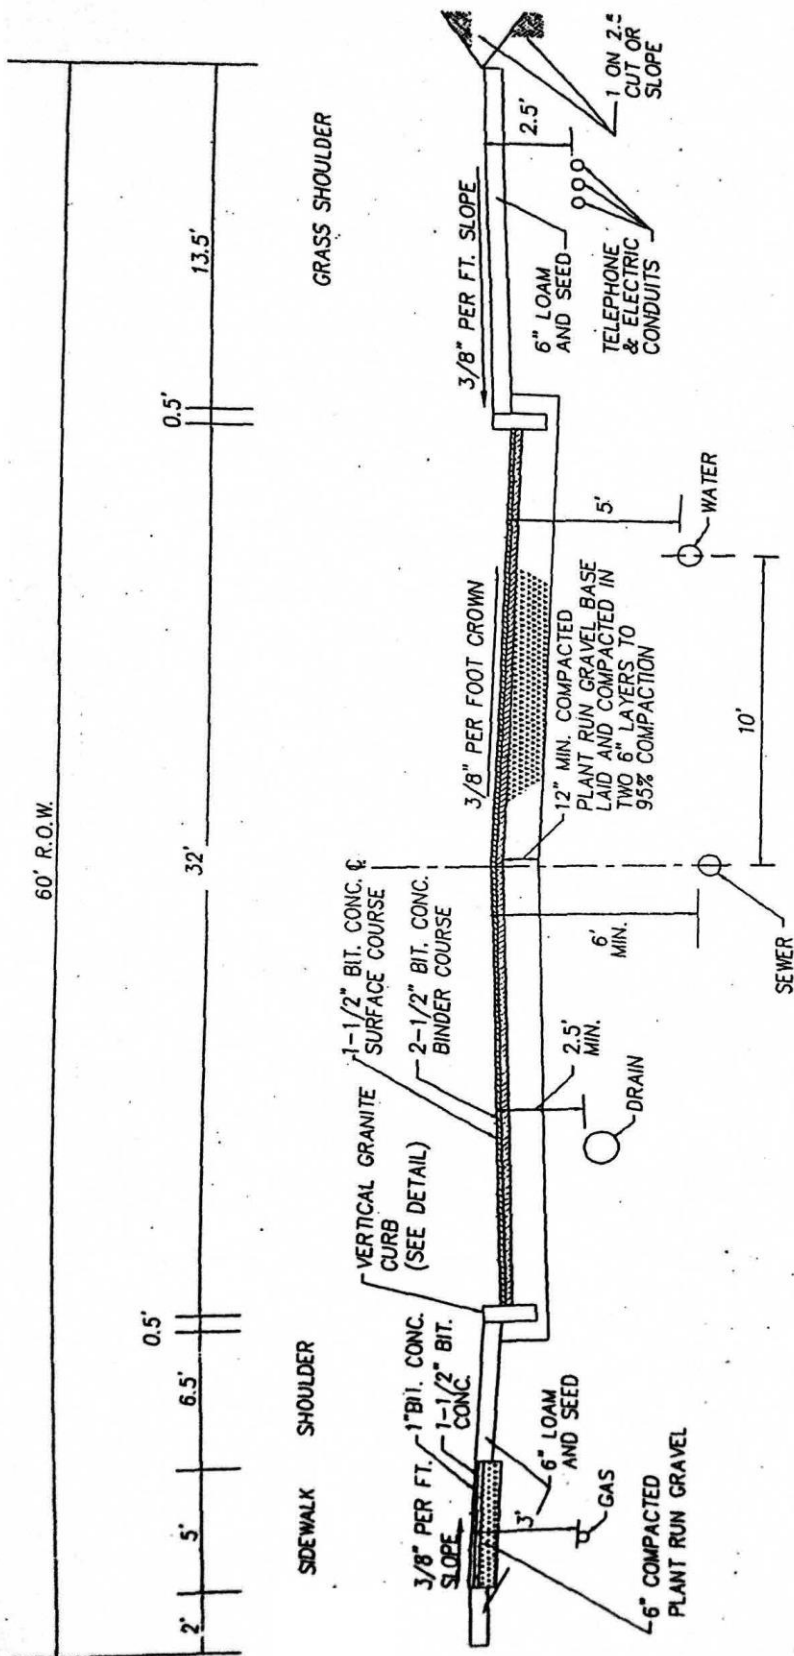 60' R.O.W.
2"
5"
6.5'
0.5'
32'
0.5'
13.5'
SIDEWALK
SHOULDER
GRASS SHOULDER
3/8" PER FT.
SLOPE
1" BIT. CONC.
1-1/2" BIT.
CONC.
VERTICAL GRANITE
CURB
(SEE DETAIL)
1-1/2" BIT. CONC.
SURFACE COURSE
2-1/2" BIT. CONC.
BINDER COURSE
℄
3/8" PER FOOT CROWN
3/8" PER FT. SLOPE
6" LOAM
AND SEED
3'
GAS
6" COMPACTED
PLANT RUN GRAVEL
2.5'
MIN.
DRAIN
6'
MIN.
SEWER
12" MIN. COMPACTED
PLANT RUN GRAVEL BASE
LAID AND COMPACTED IN
TWO 6" LAYERS TO
95% COMPACTION
10'
5'
WATER
6" LOAM
AND SEED
TELEPHONE
& ELECTRIC
CONDUITS
2.5'
1 ON 2.5
CUT OR
SLOPE